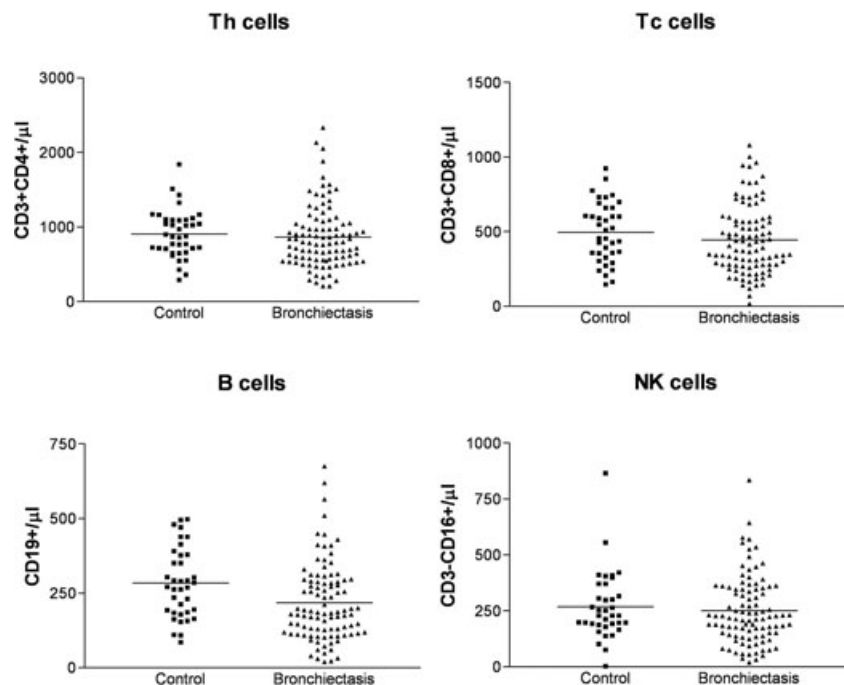 Th cells
CD3+CD4+/µl
3000
2000
1000
0
Control
Bronchiectasis
Tc cells
CD3+CD8+/µl
1500
1000
500
0
Control
Bronchiectasis
B cells
CD19+/µl
750
500
250
0
Control
Bronchiectasis
NK cells
CD3-CD16+/µl
1000
750
500
250
0
Control
Bronchiectasis